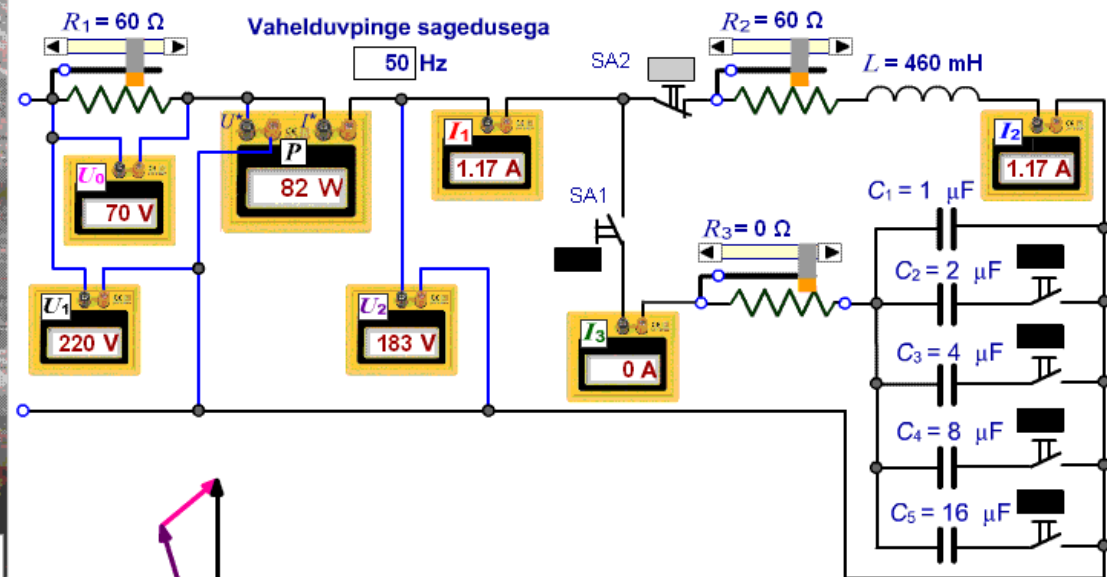 R₁ = 60 Ω
Vahelduvpinge sagedusega
50 Hz
SA2
R₂ = 60 Ω
L = 460 mH
U* I*
P
82 W
U₀
70 V
I₁
1.17 A
I₂
1.17 A
SA1
C₁ = 1 μF
R₃ = 0 Ω
C₂ = 2 μF
U₁
220 V
U₂
183 V
I₃
0 A
C₃ = 4 μF
C₄ = 8 μF
C₅ = 16 μF